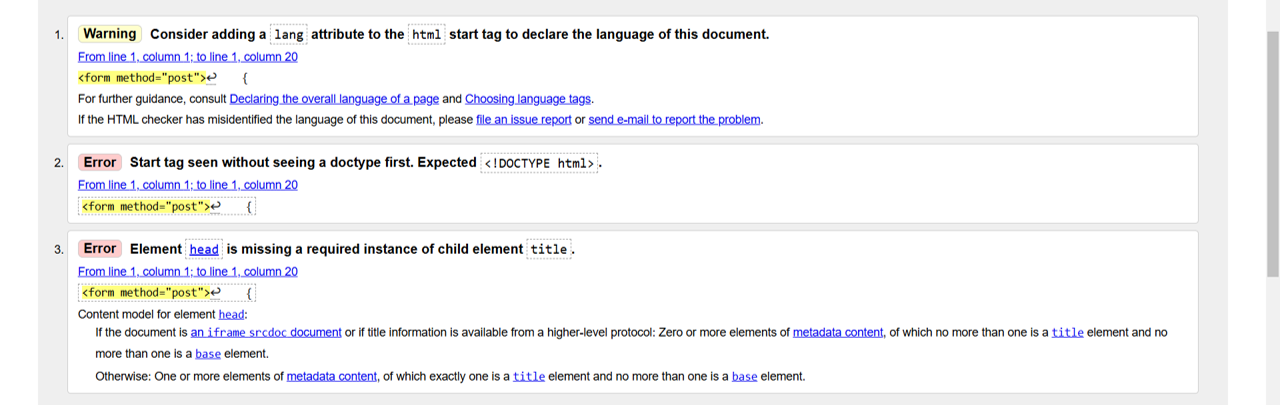 1. Warning Consider adding a lang attribute to the html start tag to declare the language of this document.
From line 1, column 1; to line 1, column 20
<form method="post">↩ {
For further guidance, consult Declaring the overall language of a page and Choosing language tags.
If the HTML checker has misidentified the language of this document, please file an issue report or send e-mail to report the problem.
2. Error Start tag seen without seeing a doctype first. Expected <!DOCTYPE html>.
From line 1, column 1; to line 1, column 20
<form method="post">↩ {
3. Error Element head is missing a required instance of child element title.
From line 1, column 1; to line 1, column 20
<form method="post">↩ {
Content model for element head:
If the document is an iframe srcdoc document or if title information is available from a higher-level protocol: Zero or more elements of metadata content, of which no more than one is a title element and no
more than one is a base element.
Otherwise: One or more elements of metadata content, of which exactly one is a title element and no more than one is a base element.